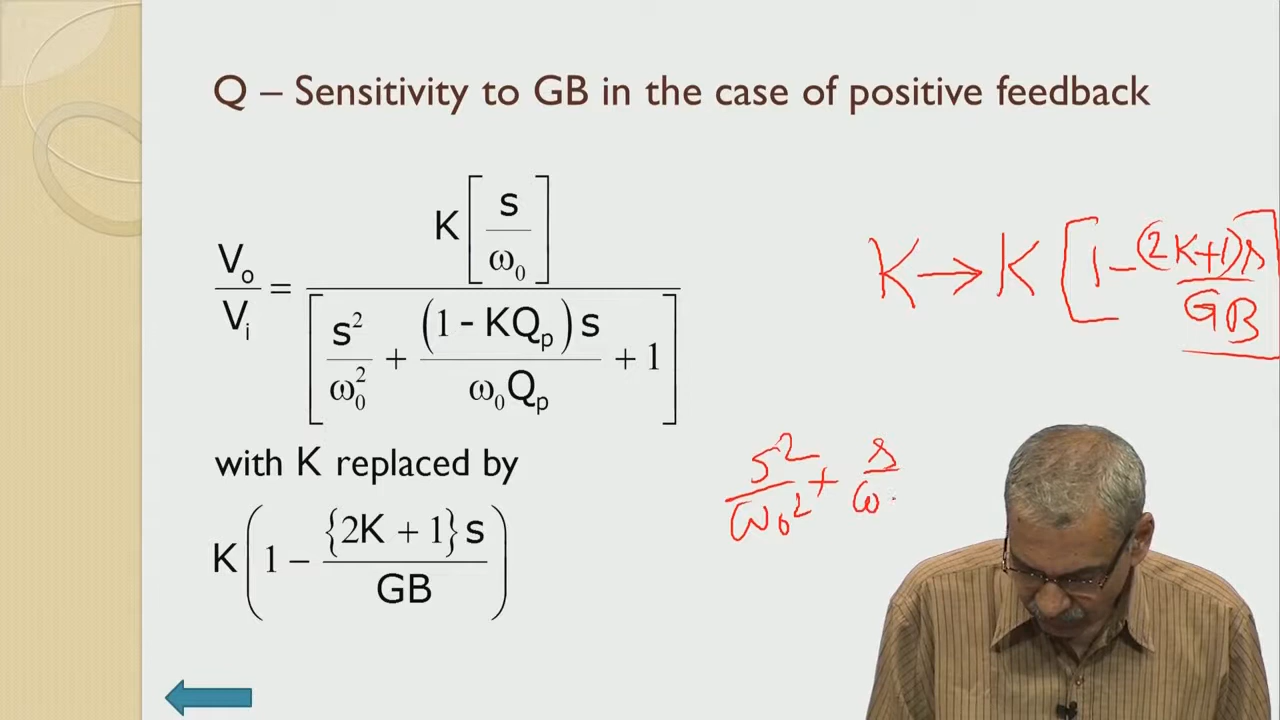 Q – Sensitivity to GB in the case of positive feedback
V₀/Vᵢ = K[s/ω₀] / [s²/ω₀² + (1 - KQₚ)s/ω₀Qₚ + 1]
K → K[1 - (2K+1)s/GB
with K replaced by
K(1 − {2K + 1}s/GB)
s²/ω₀² + s/ω